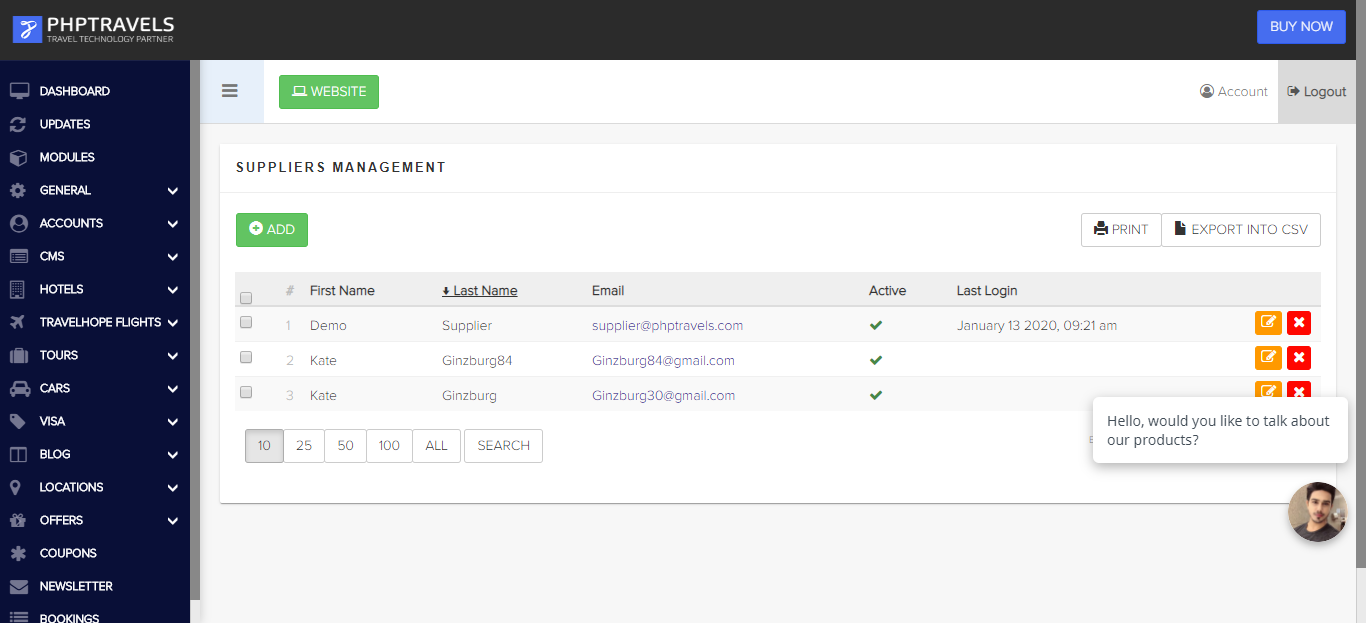 PHPTRAVELS
TRAVEL TECHNOLOGY PARTNER
BUY NOW
DASHBOARD
UPDATES
MODULES
GENERAL
ACCOUNTS
CMS
HOTELS
TRAVELHOPE FLIGHTS
TOURS
CARS
VISA
BLOG
LOCATIONS
OFFERS
COUPONS
NEWSLETTER
BOOKINGS
WEBSITE
Account
Logout
SUPPLIERS MANAGEMENT
ADD
PRINT
EXPORT INTO CSV
# First Name Last Name Email Active Last Login
1 Demo Supplier supplier@phptravels.com January 13 2020, 09:21 am
2 Kate Ginzburg84 Ginzburg84@gmail.com
3 Kate Ginzburg Ginzburg30@gmail.com
10 25 50 100 ALL SEARCH
Hello, would you like to talk about
our products?